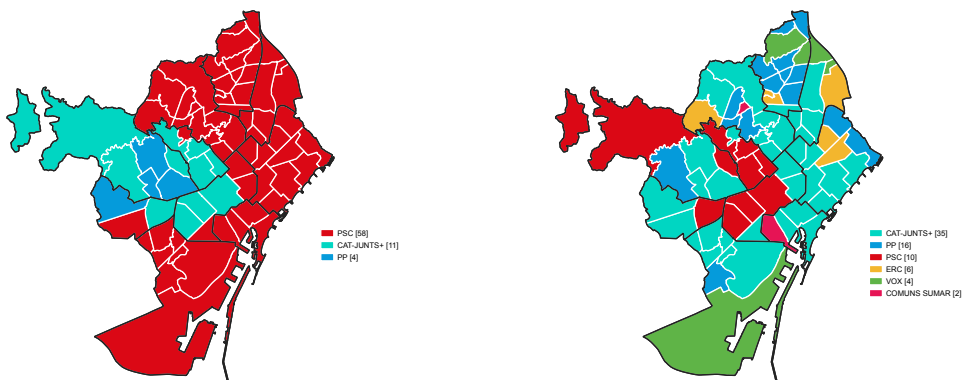 PSC [58]
CAT-JUNTS+ [11]
PP [4]
CAT-JUNTS+ [35]
PP [16]
PSC [10]
ERC [6]
VOX [4]
COMUNS SUMAR [2]